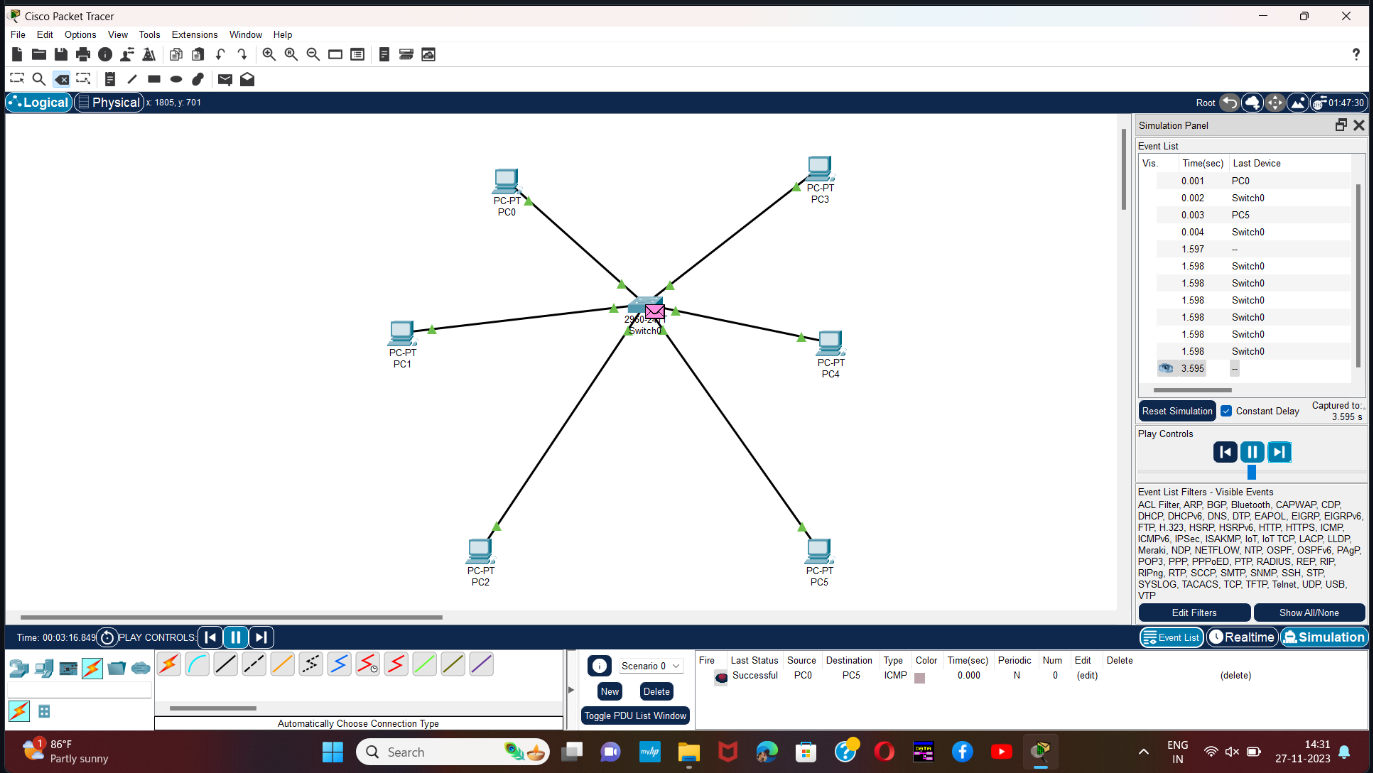 Cisco Packet Tracer
File Edit Options View Tools Extensions Window Help
?
Logical Physical x: 1805, y: 701
Root 01:47:30
PC-PT
PC0
PC-PT
PC3
PC-PT
PC1
Switch0
PC-PT
PC4
PC-PT
PC2
PC-PT
PC5
Simulation Panel
Event List
Vis. Time(sec) Last Device
0.001 PC0
0.002 Switch0
0.003 PC5
0.004 Switch0
1.597 --
1.598 Switch0
1.598 Switch0
1.598 Switch0
1.598 Switch0
1.598 Switch0
1.598 Switch0
3.595 --
Reset Simulation Constant Delay Captured to:
3.595 s
Play Controls
Event List Filters - Visible Events
ACL Filter, ARP, BGP, Bluetooth, CAPWAP, CDP,
DHCP, DHCPv6, DNS, DTP, EAPOL, EIGRP, EIGRPv6,
FTP, H.323, HSRP, HSRPv6, HTTP, HTTPS, ICMP,
ICMPv6, IPSec, ISAKMP, IoT, IoT TCP, LACP, LLDP,
Meraki, NDP, NETFLOW, NTP, OSPF, OSPFv6, PAgP,
POP3, PPP, PPPoED, PTP, RADIUS, REP, RIP,
RIPng, RTP, SCCP, SMTP, SNMP, SSH, STP,
SYSLOG, TACACS, TCP, TFTP, Telnet, UDP, USB,
VTP
Edit Filters Show All/None
Time: 00:03:16.849 PLAY CONTROLS:
Event List Realtime Simulation
Automatically Choose Connection Type
Scenario 0
New Delete
Toggle PDU List Window
Fire Last Status Source Destination Type Color Time(sec) Periodic Num Edit Delete
Successful PC0 PC5 ICMP 0.000 N 0 (edit) (delete)
1 86°F
Partly sunny
Search
myhp
ENG
IN
14:31
27-11-2023